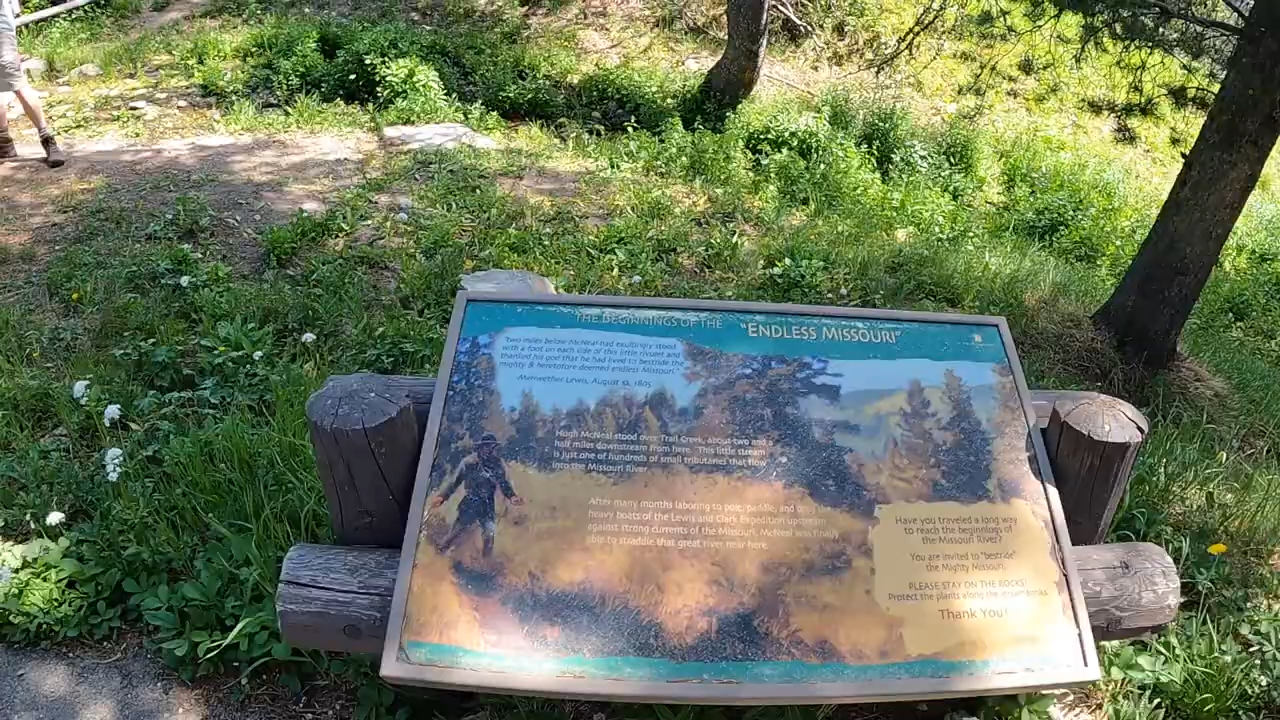 THE BEGINNINGS OF THE "ENDLESS MISSOURI"
"two miles below McNeal had exultingly stood
with a foot on each side of this little rivulet and
thanked his god that he had lived to bestride the
mighty & heretofore deemed endless Missouri."
Meriwether Lewis, August 12, 1805
Hugh McNeal stood over Trail Creek, about two and a
half miles downstream from here. This little stream
is just one of hundreds of small tributaries that flow
into the Missouri River
After many months laboring to pole, paddle, and
heavy boats of the Lewis and Clark Expedition upstream
against strong currents of the Missouri, McNeal was finally
able to straddle that great river near here.
Have you traveled a long way
to reach the beginnings of
the Missouri River?
You are invited to "bestride"
the Mighty Missouri.
PLEASE STAY ON THE ROCKS!
Protect the plants along the
Thank You!